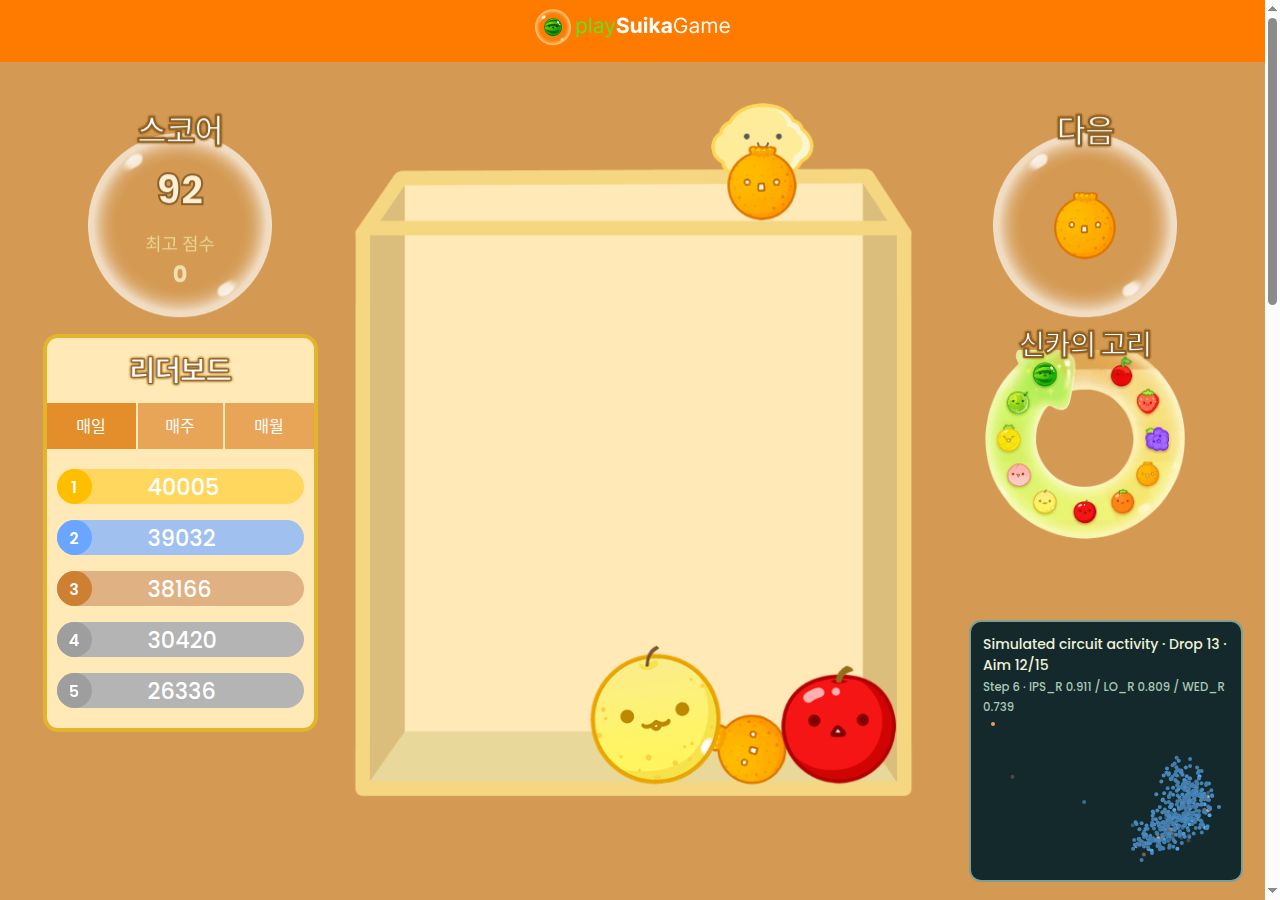 playSuikaGame
스코어
92
최고 점수
0
리더보드
매일 매주 매월
1 40005
2 39032
3 38166
4 30420
5 26336
다음
신카의 고리
Simulated circuit activity · Drop 13 ·
Aim 12/15
Step 6 · IPS_R 0.911 / LO_R 0.809 / WED_R
0.739